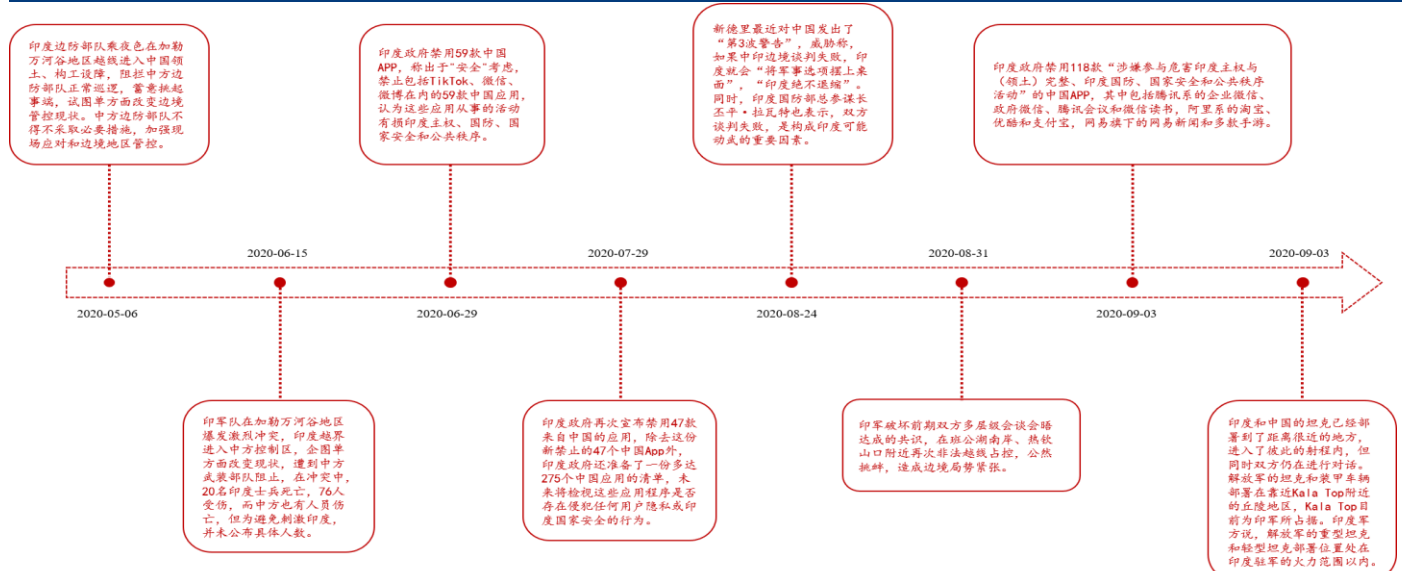 印度边防部队乘夜色在加勒
万河谷地区越线进入中国领
土、构工设障，阻拦中方边
防部队正常巡逻，蓄意挑起
事端，试图单方面改变边境
管控现状。中方边防部队不
得不采取必要措施，加强现
场应对和边境地区管控。
印度政府禁用59款中国
APP，称出于"安全"考虑，
禁止包括TikTok、微信、
微博在内的59款中国应用，
认为这些应用从事的活动
有损印度主权、国防、国
家安全和公共秩序。
新德里最近对中国发出了
“第3波警告”，威胁称，
如果中印边境谈判失败，印
度就会“将军事选项摆上桌
面”，“印度绝不退缩”。
同时，印度国防部总参谋长
丕平·拉瓦特也表示，双方
谈判失败，是构成印度可能
动武的重要因素。
印度政府禁用118款“涉嫌参与危害印度主权与
（领土）完整、印度国防、国家安全和公共秩序
活动”的中国APP，其中包括腾讯系的企业微信、
政府微信、腾讯会议和微信读书，阿里系的淘宝、
优酷和支付宝，网易旗下的网易新闻和多款手游。
2020-06-15
2020-07-29
2020-08-31
2020-09-03
2020-05-06
2020-06-29
2020-08-24
2020-09-03
印军队在加勒万河谷地区
爆发激烈冲突，印度越界
进入中方控制区，企图单
方面改变现状，遭到中方
武装部队阻止，在冲突中，
20名印度士兵死亡，76人
受伤，而中方也有人员伤
亡，但为避免刺激印度，
并未公布具体人数。
印度政府再次宣布禁用47款
来自中国的应用，除去这份
新禁止的47个中国App外，
印度政府还准备了一份多达
275个中国应用的清单，未
来将检视这些应用程序是否
存在侵犯任何用户隐私或印
度国家安全的行为。
印军破坏前期双方多层级会谈会晤
达成的共识，在班公湖南岸、热钦
山口附近再次非法越线占控，公然
挑衅，造成边境局势紧张。
印度和中国的坦克已经部
署到了距离很近的地方，
进入了彼此的射程内，但
同时双方仍在进行对话。
解放军的坦克和装甲车辆
部署在靠近Kala Top附近
的丘陵地区，Kala Top目
前为印军所占据。印度军
方说，解放军的重型坦克
和轻型坦克部署位置处在
印度驻军的火力范围以内。